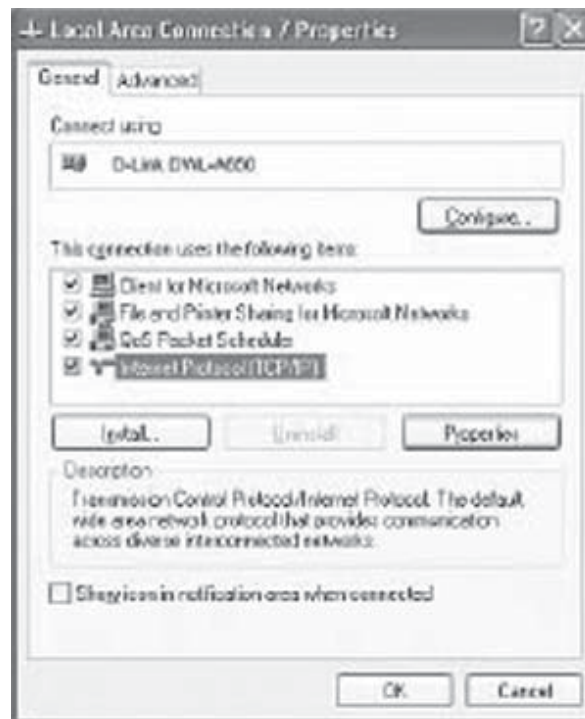 Local Area Connection 7 Properties
General
Advanced
Connect using
D-Link DWL-A650
Configure...
This connection uses the following items:
Client for Microsoft Networks
File and Printer Sharing for Microsoft Networks
QoS Packet Scheduler
Internet Protocol (TCP/IP)
Install...
Uninstall
Properties
Description
Transmission Control Protocol/Internet Protocol. The default
wide area network protocol that provides communication
across diverse interconnected networks.
Show icon in notification area when connected
OK
Cancel